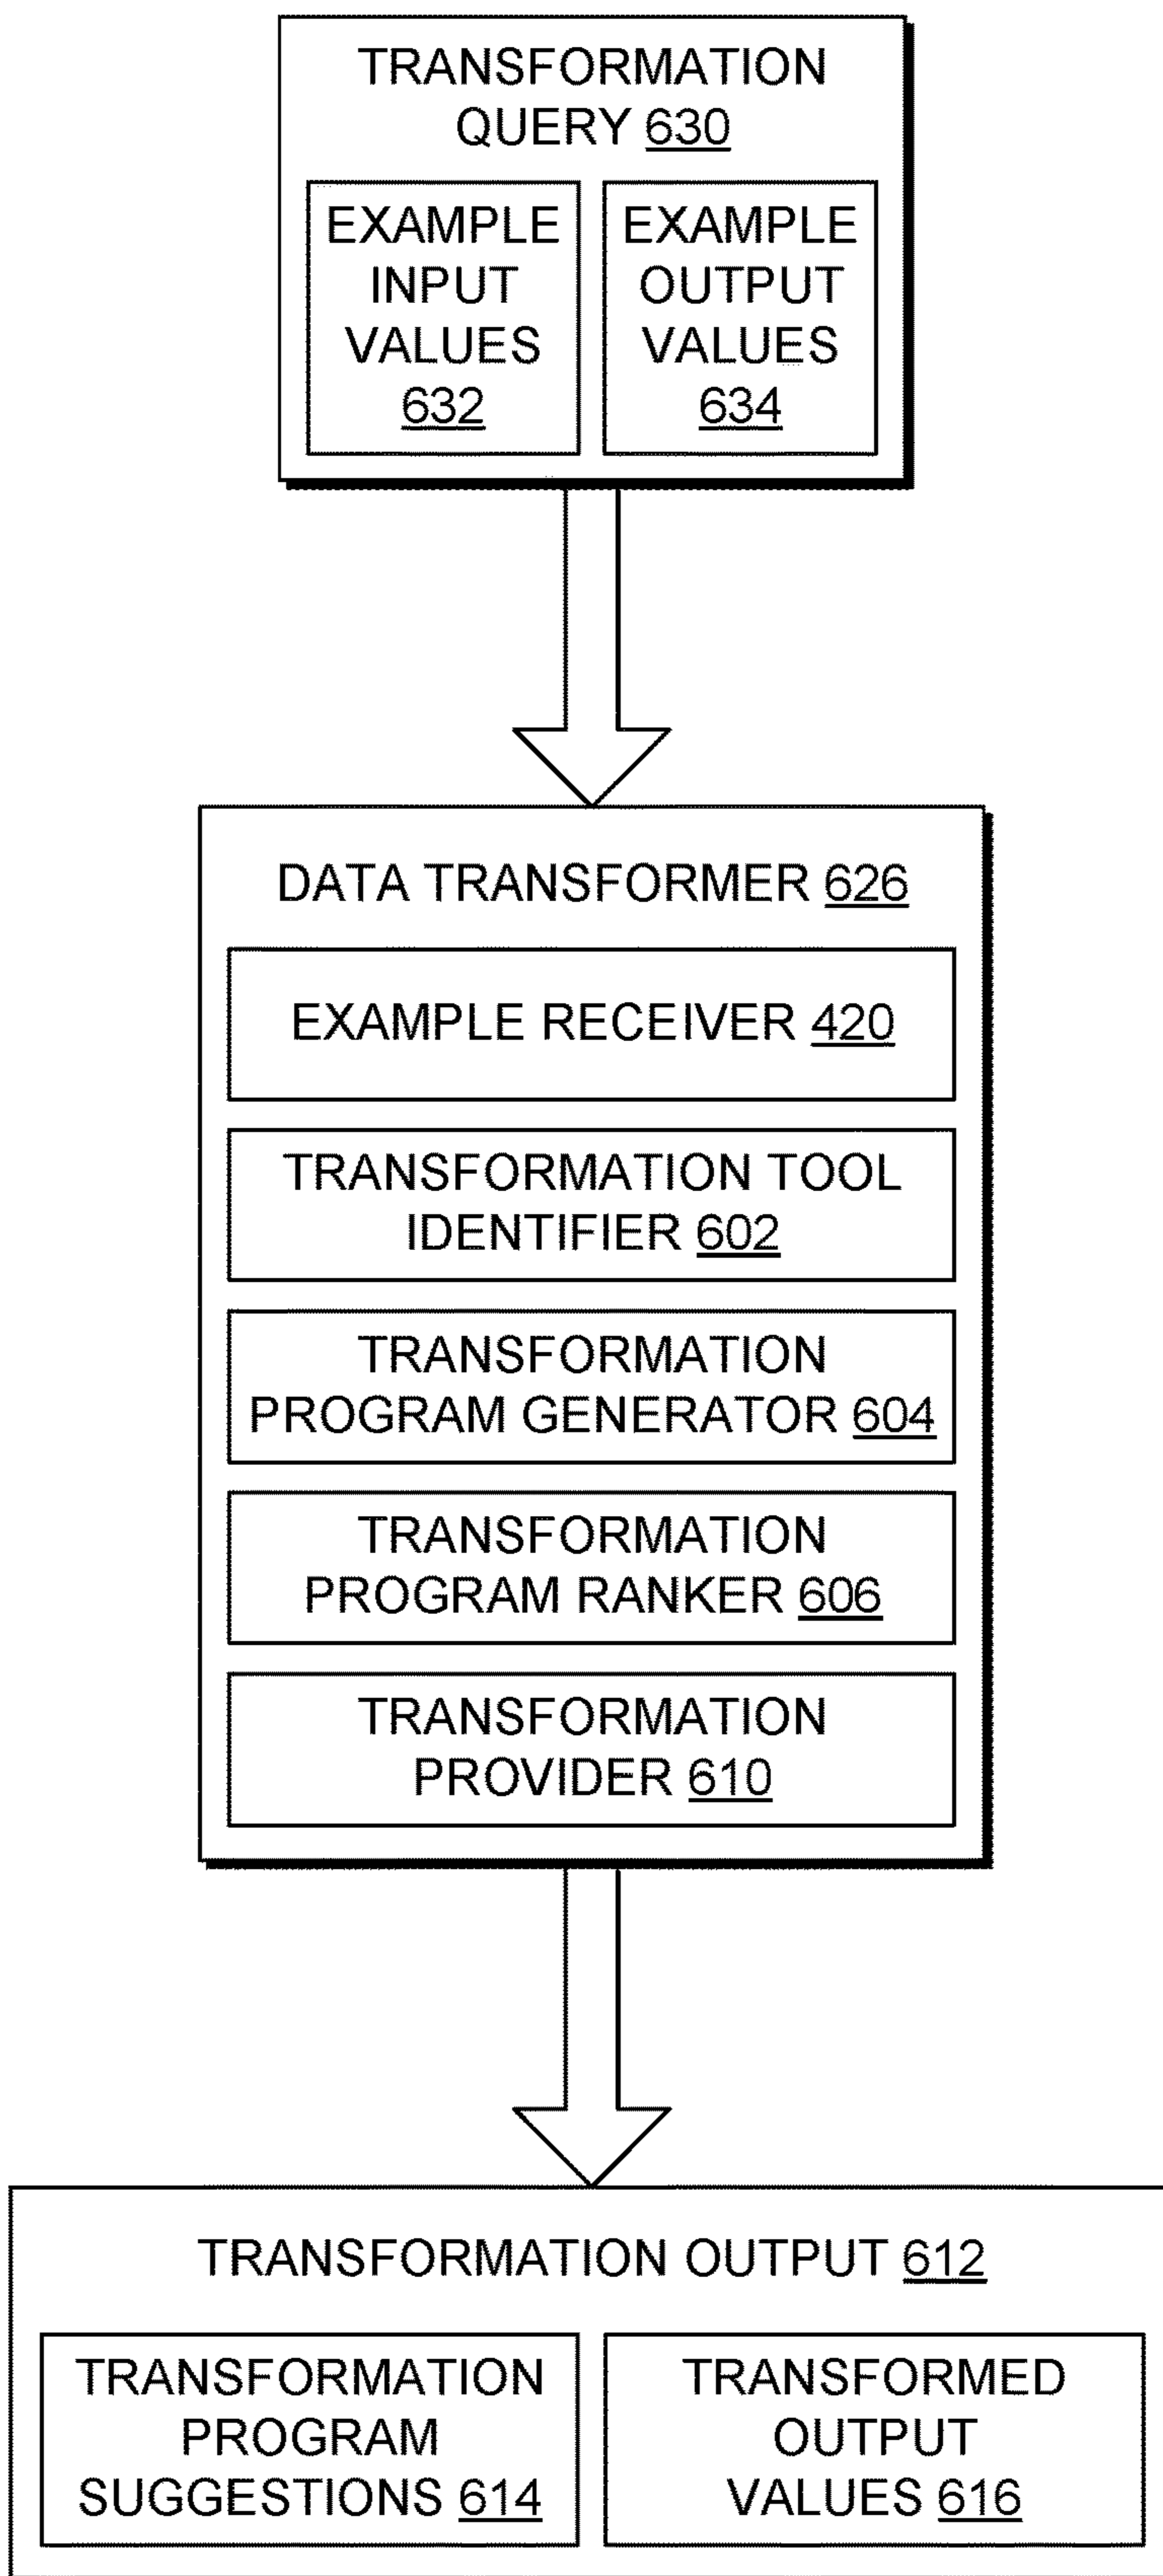 TRANSFORMATION
QUERY 630
EXAMPLE
INPUT
VALUES
632
EXAMPLE
OUTPUT
VALUES
634
DATA TRANSFORMER 626
EXAMPLE RECEIVER 420
TRANSFORMATION TOOL
IDENTIFIER 602
TRANSFORMATION
PROGRAM GENERATOR 604
TRANSFORMATION
PROGRAM RANKER 606
TRANSFORMATION
PROVIDER 610
TRANSFORMATION OUTPUT 612
TRANSFORMATION
PROGRAM
SUGGESTIONS 614
TRANSFORMED
OUTPUT
VALUES 616